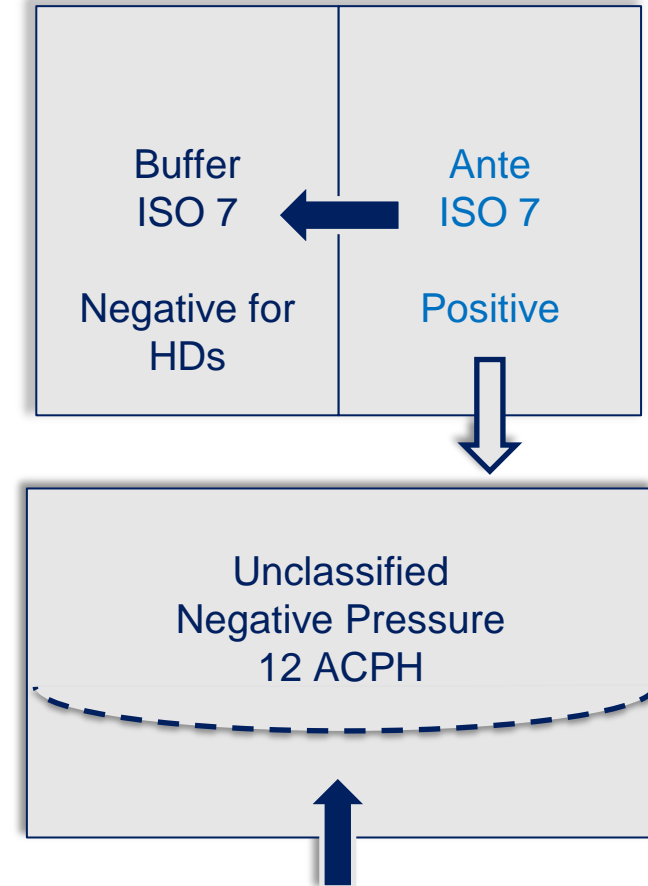 Buffer
ISO 7
Negative for
HDs
Ante
ISO 7
Positive
Unclassified
Negative Pressure
12 ACPH